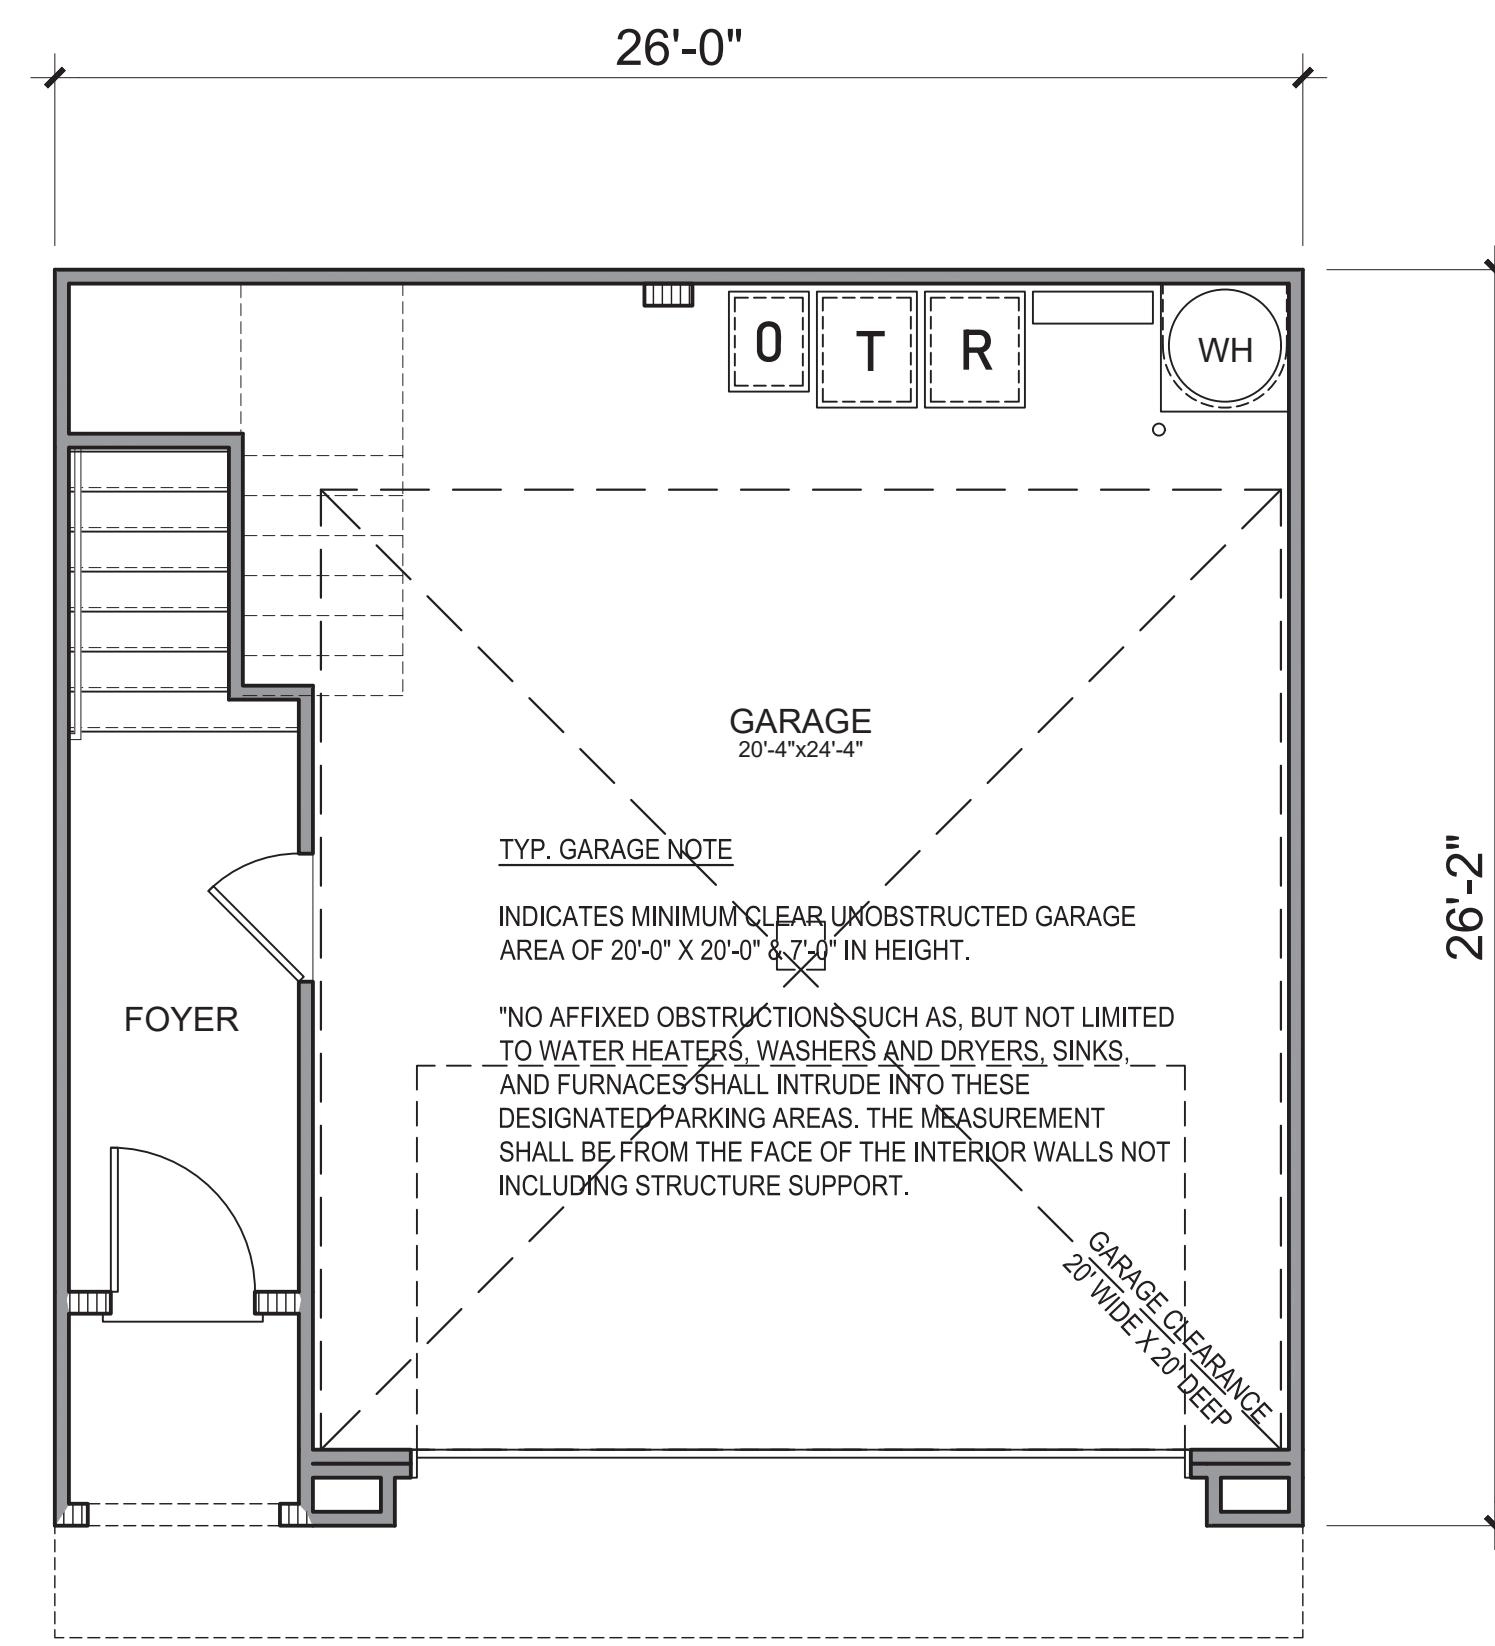 26'-0"
O
T
R
WH
GARAGE
20'-4"x24'-4"
TYP. GARAGE NOTE
INDICATES MINIMUM CLEAR UNOBSTRUCTED GARAGE
AREA OF 20'-0" X 20'-0" & 7'-0" IN HEIGHT.
"NO AFFIXED OBSTRUCTIONS SUCH AS, BUT NOT LIMITED
TO WATER HEATERS, WASHERS AND DRYERS, SINKS,
AND FURNACES SHALL INTRUDE INTO THESE
DESIGNATED PARKING AREAS. THE MEASUREMENT
SHALL BE FROM THE FACE OF THE INTERIOR WALLS NOT
INCLUDING STRUCTURE SUPPORT.
FOYER
GARAGE CLEARANCE
20' WIDE X 20' DEEP
26'-2"